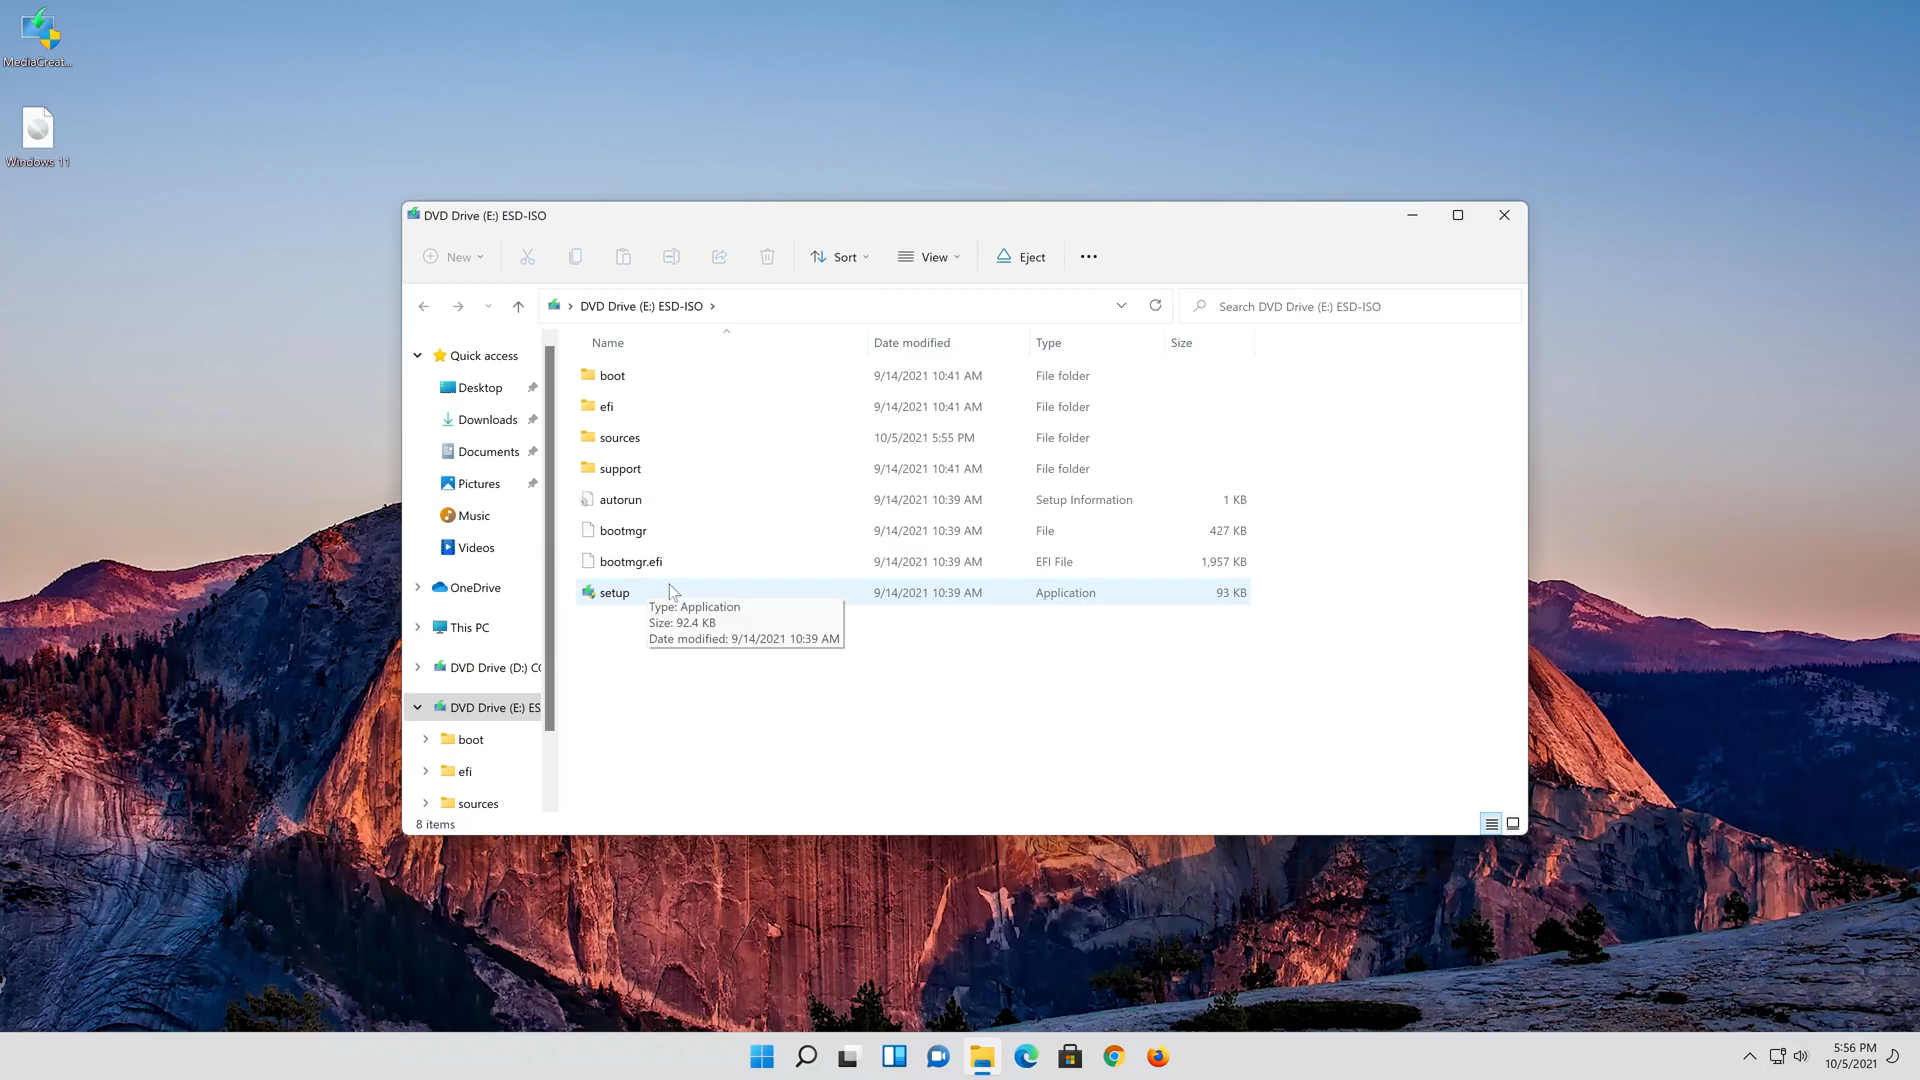 MediaCreat...
Windows 11
DVD Drive (E:) ESD-ISO
New
Sort
View
Eject
DVD Drive (E:) ESD-ISO
Search DVD Drive (E:) ESD-ISO
Name Date modified Type Size
boot 9/14/2021 10:41 AM File folder
efi 9/14/2021 10:41 AM File folder
sources 10/5/2021 5:55 PM File folder
support 9/14/2021 10:41 AM File folder
autorun 9/14/2021 10:39 AM Setup Information 1 KB
bootmgr 9/14/2021 10:39 AM File 427 KB
bootmgr.efi 9/14/2021 10:39 AM EFI File 1,957 KB
setup 9/14/2021 10:39 AM Application 93 KB
Type: Application
Size: 92.4 KB
Date modified: 9/14/2021 10:39 AM
Quick access
Desktop
Downloads
Documents
Pictures
Music
Videos
OneDrive
This PC
DVD Drive (D:) CC
DVD Drive (E:) ES
boot
efi
sources
8 items
5:56 PM
10/5/2021